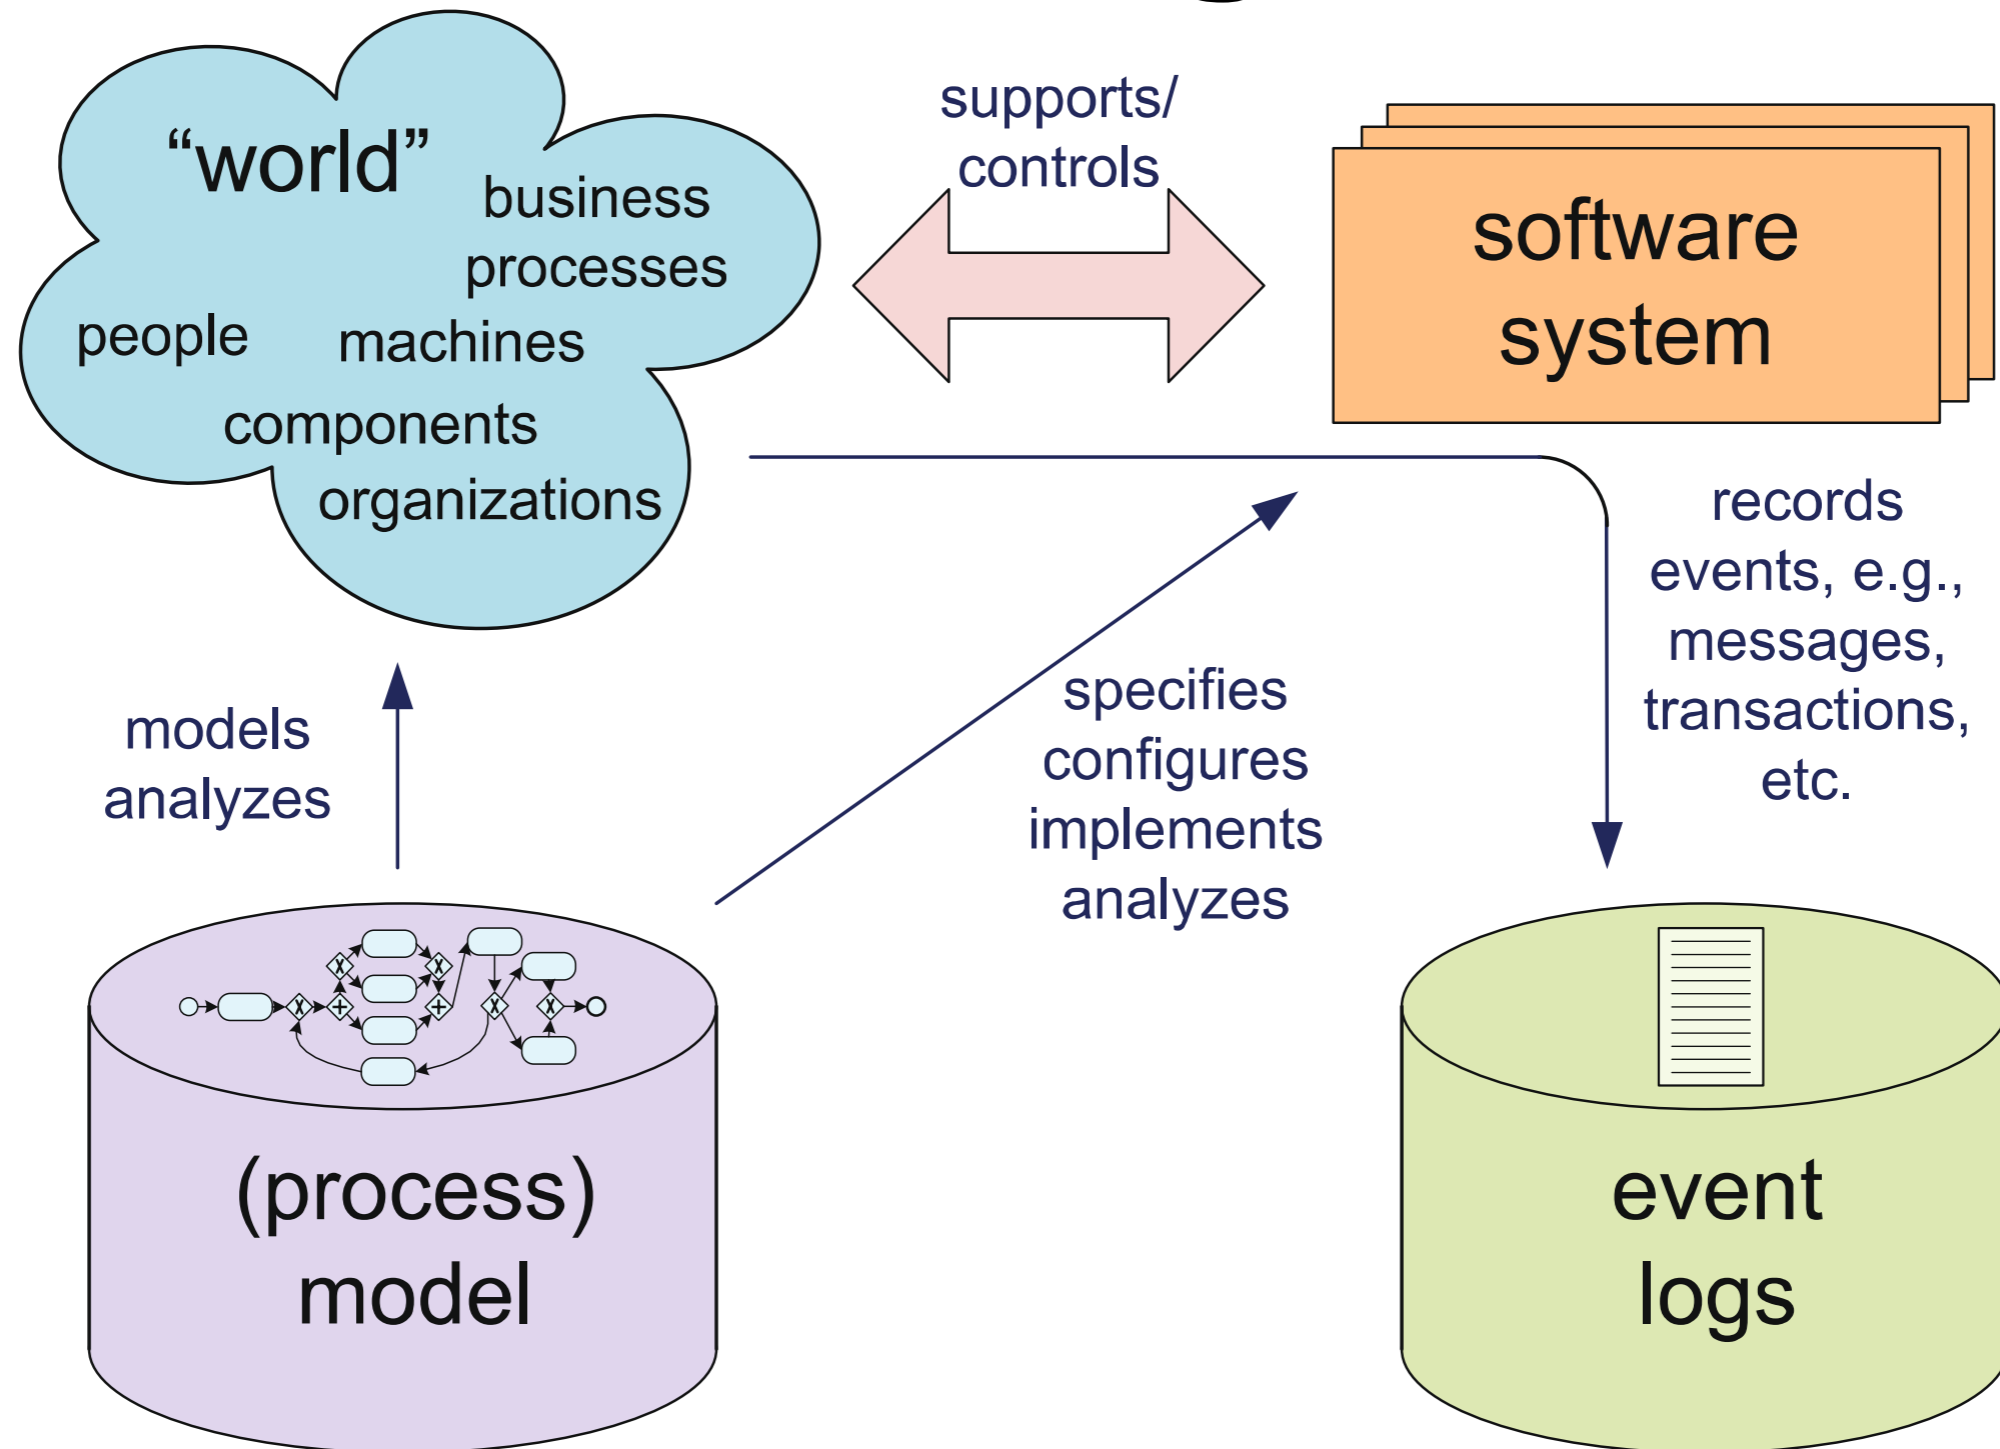 “world”
business
processes
people
machines
components
organizations
supports/
controls
software
system
records
events, e.g.,
messages,
transactions,
etc.
models
analyzes
specifies
configures
implements
analyzes
(process)
model
event
logs